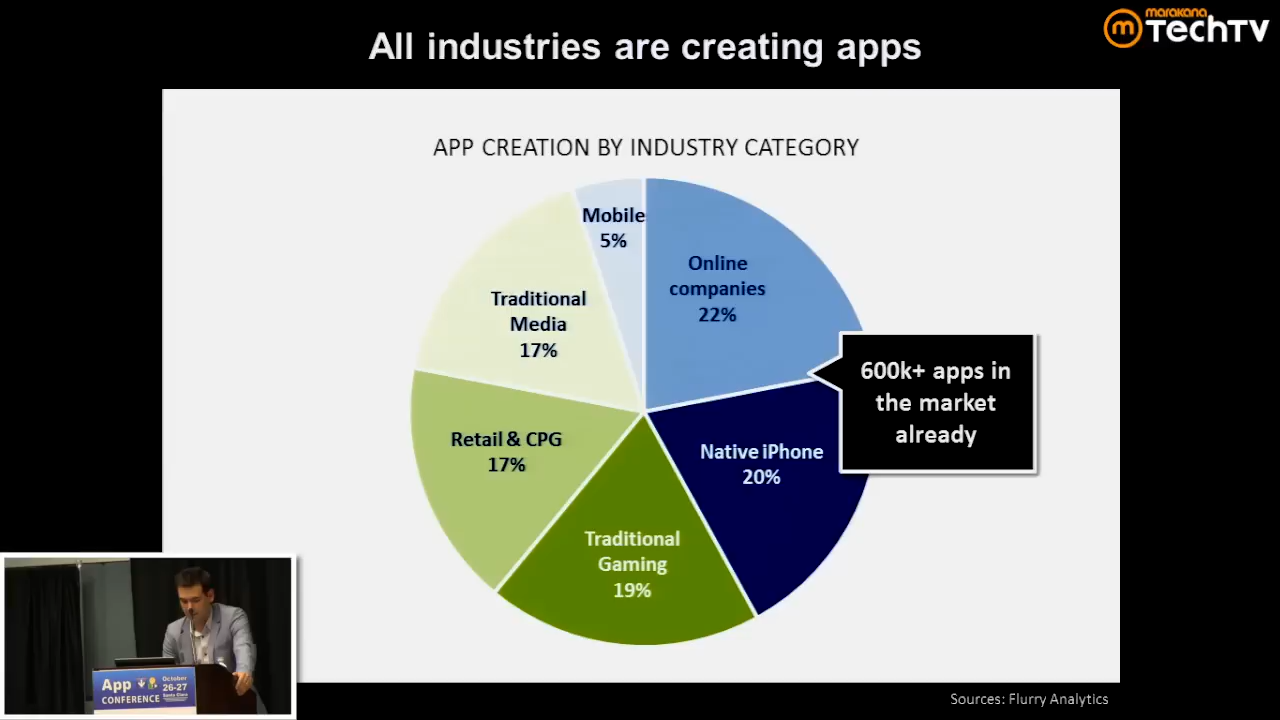 All industries are creating apps
marakana
m TechTV
APP CREATION BY INDUSTRY CATEGORY
Mobile
5%
Online
companies
22%
Traditional
Media
17%
600k+ apps in
the market
already
Retail & CPG
17%
Native iPhone
20%
Traditional
Gaming
19%
App
CONFERENCE
October
26-27
Santa Clara
Sources: Flurry Analytics